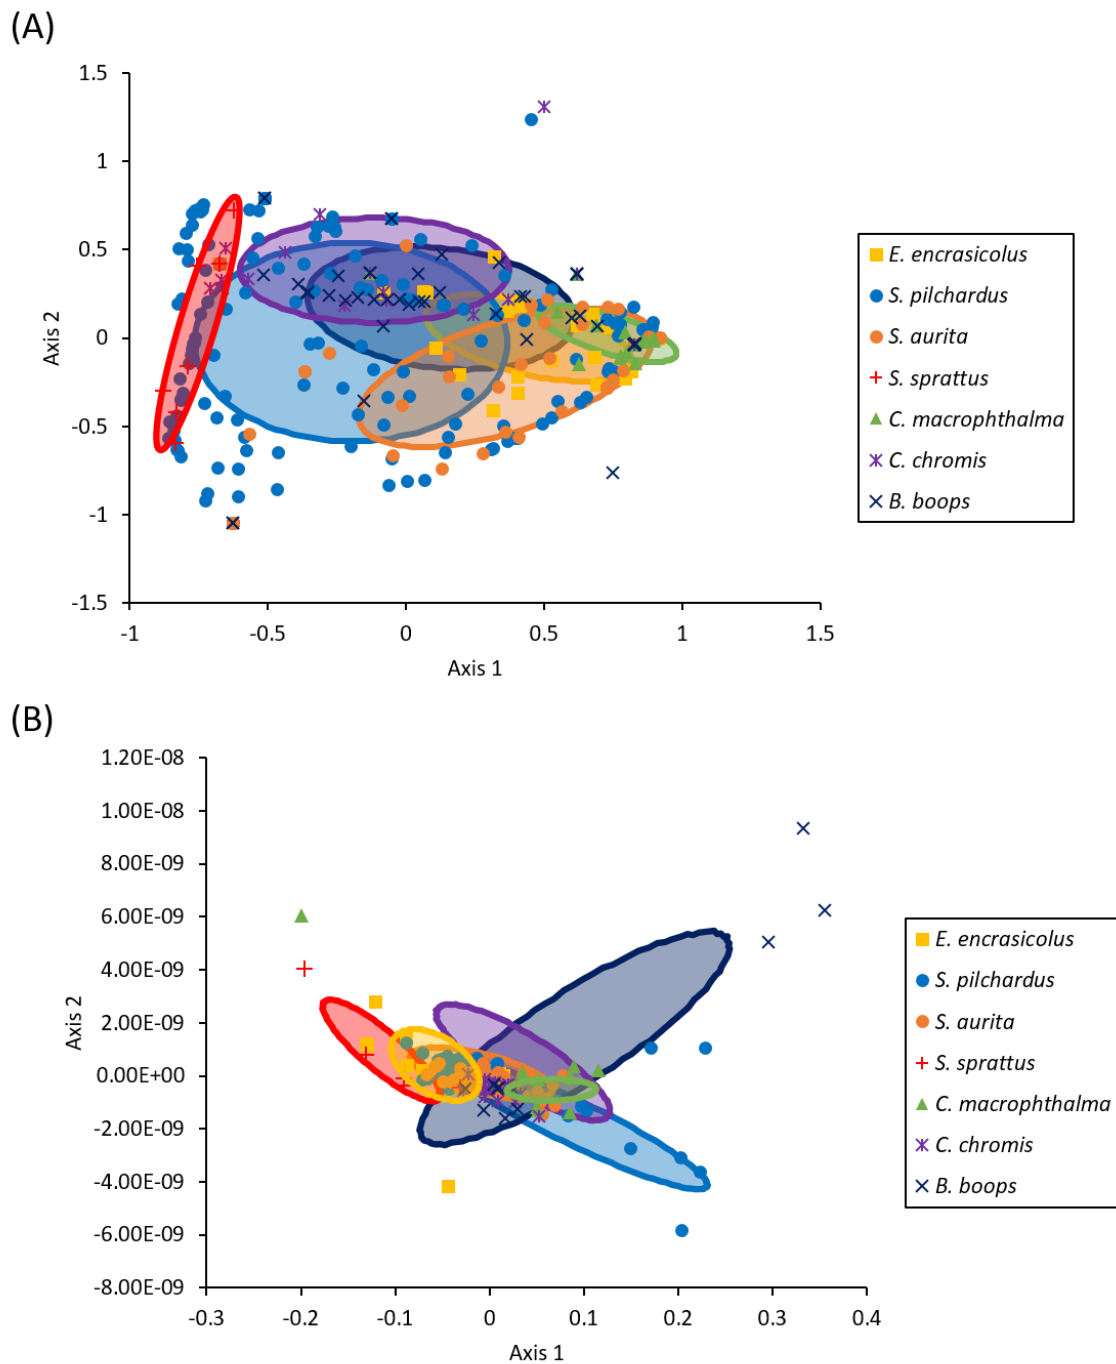 (A)
1.5
1
0.5
0
-0.5
-1
-1.5
Axis 2
-1
-0.5
0
0.5
1
1.5
Axis 1
E. encrasicolus
S. pilchardus
S. aurita
S. sprattus
C. macrophthalma
C. chromis
B. boops
(B)
1.20E-08
1.00E-08
8.00E-09
6.00E-09
4.00E-09
2.00E-09
0.00E+00
-2.00E-09
-4.00E-09
-6.00E-09
-8.00E-09
Axis 2
-0.3
-0.2
-0.1
0
0.1
0.2
0.3
0.4
Axis 1
E. encrasicolus
S. pilchardus
S. aurita
S. sprattus
C. macrophthalma
C. chromis
B. boops